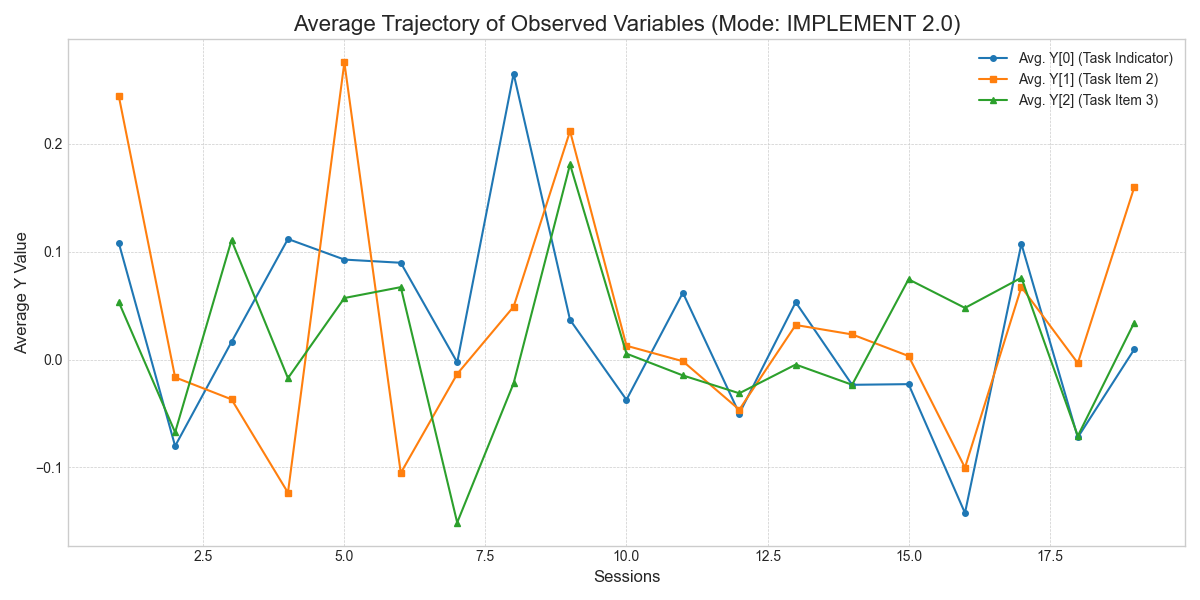 Average Trajectory of Observed Variables (Mode: IMPLEMENT 2.0)
Avg. Y[0] (Task Indicator)
Avg. Y[1] (Task Item 2)
Avg. Y[2] (Task Item 3)
Average Y Value
0.2
0.1
0.0
−0.1
2.5 5.0 7.5 10.0 12.5 15.0 17.5
Sessions